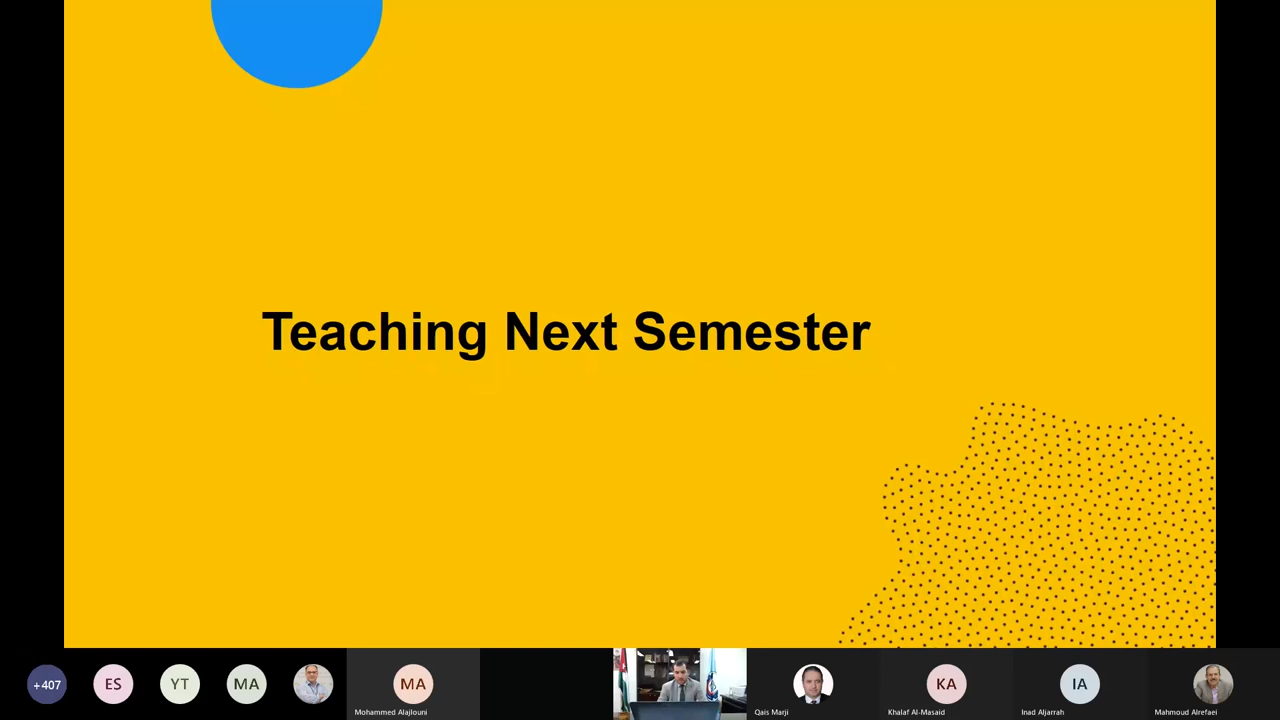 Teaching Next Semester
+407
ES
YT
MA
MA
Mohammed Alajlouni
Qais Marji
KA
Khalaf Al-Masaid
IA
Inad Aljarrah
Mahmoud Alrefaei